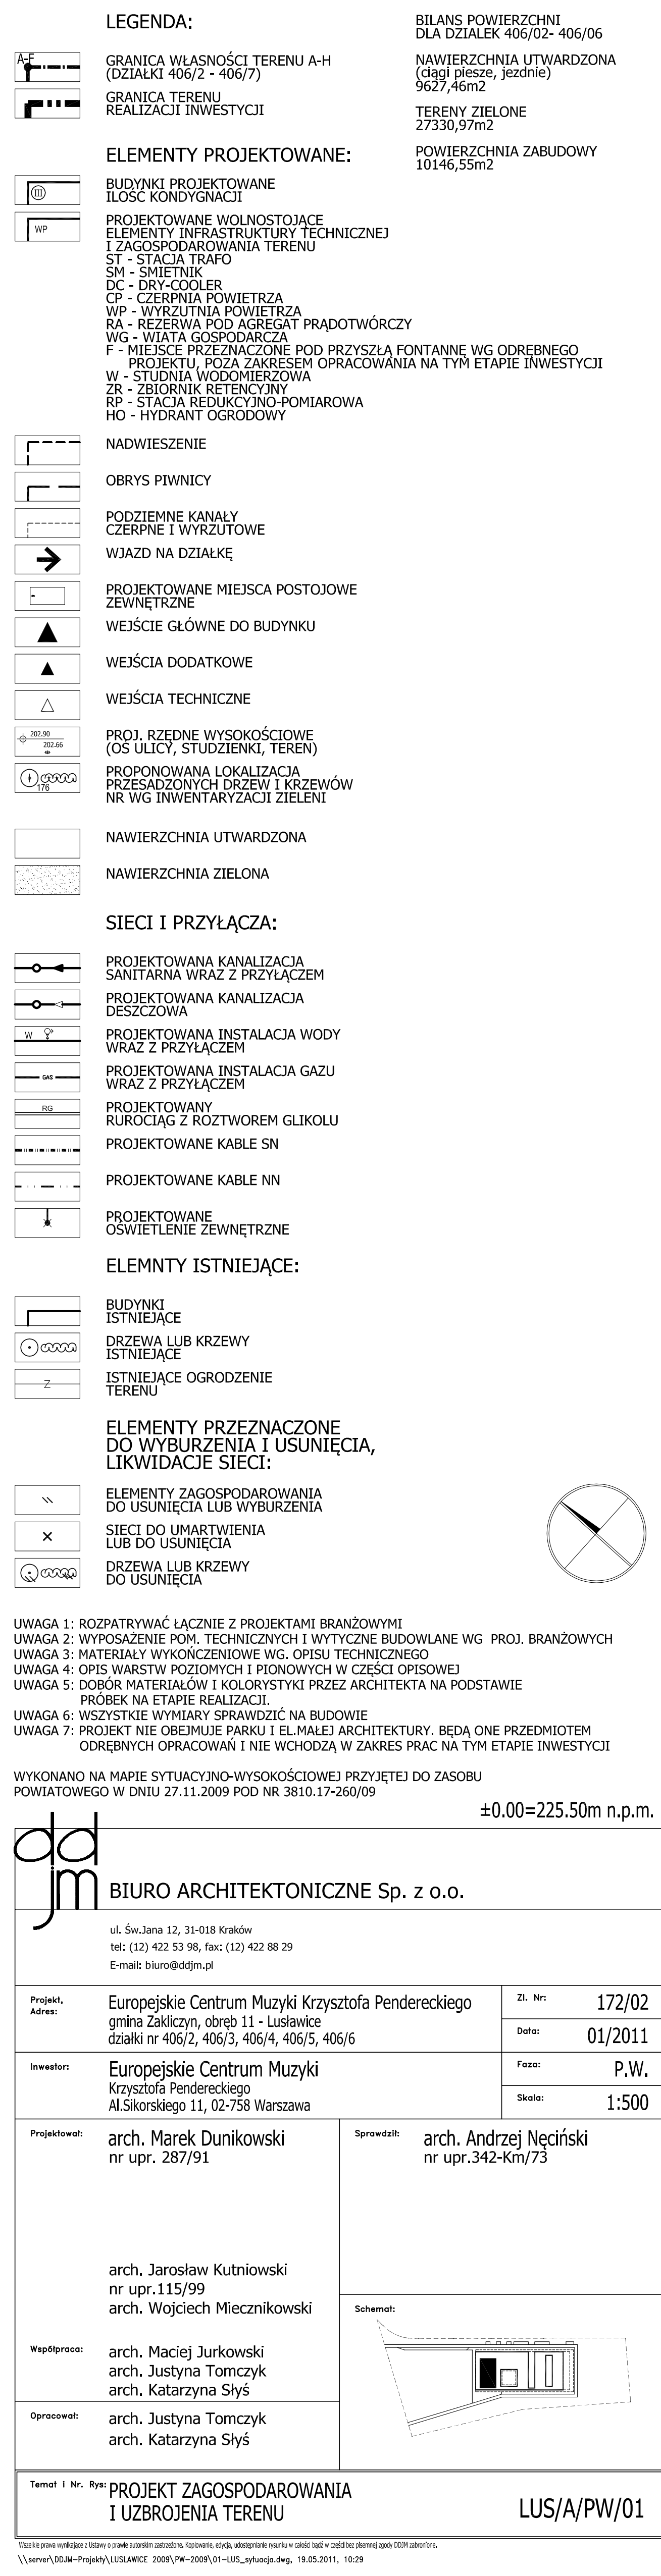 LEGENDA:
A-F
GRANICA WŁASNOŚCI TERENU A-H
(DZIAŁKI 406/2 - 406/7)
GRANICA TERENU
REALIZACJI INWESTYCJI
BILANS POWIERZCHNI
DLA DZIALEK 406/02- 406/06
NAWIERZCHNIA UTWARDZONA
(ciągi piesze, jezdnie)
9627,46m2
TERENY ZIELONE
27330,97m2
POWIERZCHNIA ZABUDOWY
10146,55m2
ELEMENTY PROJEKTOWANE:
III
BUDYNKI PROJEKTOWANE
ILOŚĆ KONDYGNACJI
WP
PROJEKTOWANE WOLNOSTOJĄCE
ELEMENTY INFRASTRUKTURY TECHNICZNEJ
I ZAGOSPODAROWANIA TERENU
ST - STACJA TRAFO
SM - SMIETNIK
DC - DRY-COOLER
CP - CZERPNIA POWIETRZA
WP - WYRZUTNIA POWIETRZA
RA - REZERWA POD AGREGAT PRĄDOTWÓRCZY
WG - WIATA GOSPODARCZA
F - MIEJSCE PRZEZNACZONE POD PRZYSZŁĄ FONTANNĘ WG ODRĘBNEGO
PROJEKTU, POZA ZAKRESEM OPRACOWANIA NA TYM ETAPIE INWESTYCJI
W - STUDNIA WODOMIERZOWA
ZR - ZBIORNIK RETENCYJNY
RP - STACJA REDUKCYJNO-POMIAROWA
HO - HYDRANT OGRODOWY
NADWIESZENIE
OBRYS PIWNICY
PODZIEMNE KANAŁY
CZERPNE I WYRZUTOWE
WJAZD NA DZIAŁKĘ
PROJEKTOWANE MIEJSCA POSTOJOWE
ZEWNĘTRZNE
WEJŚCIE GŁÓWNE DO BUDYNKU
WEJŚCIA DODATKOWE
WEJŚCIA TECHNICZNE
202.90
202.66
PROJ. RZĘDNE WYSOKOŚCIOWE
(OŚ ULICY, STUDZIENKI, TEREN)
176
PROPONOWANA LOKALIZACJA
PRZESADZONYCH DRZEW I KRZEWÓW
NR WG INWENTARYZACJI ZIELENI
NAWIERZCHNIA UTWARDZONA
NAWIERZCHNIA ZIELONA
SIECI I PRZYŁĄCZA:
PROJEKTOWANA KANALIZACJA
SANITARNA WRAZ Z PRZYŁĄCZEM
PROJEKTOWANA KANALIZACJA
DESZCZOWA
W
PROJEKTOWANA INSTALACJA WODY
WRAZ Z PRZYŁĄCZEM
GAS
PROJEKTOWANA INSTALACJA GAZU
WRAZ Z PRZYŁĄCZEM
RG
PROJEKTOWANY
RUROCIĄG Z ROZTWOREM GLIKOLU
PROJEKTOWANE KABLE SN
PROJEKTOWANE KABLE NN
PROJEKTOWANE
OŚWIETLENIE ZEWNĘTRZNE
ELEMNTY ISTNIEJĄCE:
BUDYNKI
ISTNIEJĄCE
DRZEWA LUB KRZEWY
ISTNIEJĄCE
Z
ISTNIEJĄCE OGRODZENIE
TERENU
ELEMENTY PRZEZNACZONE
DO WYBURZENIA I USUNIĘCIA,
LIKWIDACJE SIECI:
ELEMENTY ZAGOSPODAROWANIA
DO USUNIĘCIA LUB WYBURZENIA
SIECI DO UMARTWIENIA
LUB DO USUNIĘCIA
DRZEWA LUB KRZEWY
DO USUNIĘCIA
UWAGA 1: ROZPATRYWAĆ ŁĄCZNIE Z PROJEKTAMI BRANŻOWYMI
UWAGA 2: WYPOSAŻENIE POM. TECHNICZNYCH I WYTYCZNE BUDOWLANE WG PROJ. BRANŻOWYCH
UWAGA 3: MATERIAŁY WYKOŃCZENIOWE WG. OPISU TECHNICZNEGO
UWAGA 4: OPIS WARSTW POZIOMYCH I PIONOWYCH W CZĘŚCI OPISOWEJ
UWAGA 5: DOBÓR MATERIAŁÓW I KOLORYSTYKI PRZEZ ARCHITEKTA NA PODSTAWIE
PRÓBEK NA ETAPIE REALIZACJI.
UWAGA 6: WSZYSTKIE WYMIARY SPRAWDZIĆ NA BUDOWIE
UWAGA 7: PROJEKT NIE OBEJMUJE PARKU I EL.MAŁEJ ARCHITEKTURY. BĘDĄ ONE PRZEDMIOTEM
ODRĘBNYCH OPRACOWAŃ I NIE WCHODZĄ W ZAKRES PRAC NA TYM ETAPIE INWESTYCJI
WYKONANO NA MAPIE SYTUACYJNO-WYSOKOŚCIOWEJ PRZYJĘTEJ DO ZASOBU
POWIATOWEGO W DNIU 27.11.2009 POD NR 3810.17-260/09
±0.00=225.50m n.p.m.
ddjm
BIURO ARCHITEKTONICZNE Sp. z o.o.
ul. Św.Jana 12, 31-018 Kraków
tel: (12) 422 53 98, fax: (12) 422 88 29
E-mail: biuro@ddjm.pl
Projekt,
Adres:
Europejskie Centrum Muzyki Krzysztofa Pendereckiego
gmina Zakliczyn, obręb 11 - Lusławice
działki nr 406/2, 406/3, 406/4, 406/5, 406/6
Zl. Nr: 172/02
Data: 01/2011
Inwestor:
Europejskie Centrum Muzyki
Krzysztofa Pendereckiego
Al.Sikorskiego 11, 02-758 Warszawa
Faza: P.W.
Skala: 1:500
Projektował:
arch. Marek Dunikowski
nr upr. 287/91
Sprawdził:
arch. Andrzej Nęciński
nr upr.342-Km/73
arch. Jarosław Kutniowski
nr upr.115/99
arch. Wojciech Miecznikowski
Schemat:
Współpraca:
arch. Maciej Jurkowski
arch. Justyna Tomczyk
arch. Katarzyna Słyś
Opracował:
arch. Justyna Tomczyk
arch. Katarzyna Słyś
Temat i Nr. Rys:
PROJEKT ZAGOSPODAROWANIA
I UZBROJENIA TERENU
LUS/A/PW/01
Wszelkie prawa wynikające z Ustawy o prawie autorskim zastrzeżone. Kopiowanie, edycja, udostępnianie rysunku w całości bądź w części bez pisemnej zgody DDJM zabronione.
\\server\DDJM-Projekty\LUSLAWICE 2009\PW-2009\01-LUS_sytuacja.dwg, 19.05.2011, 10:29